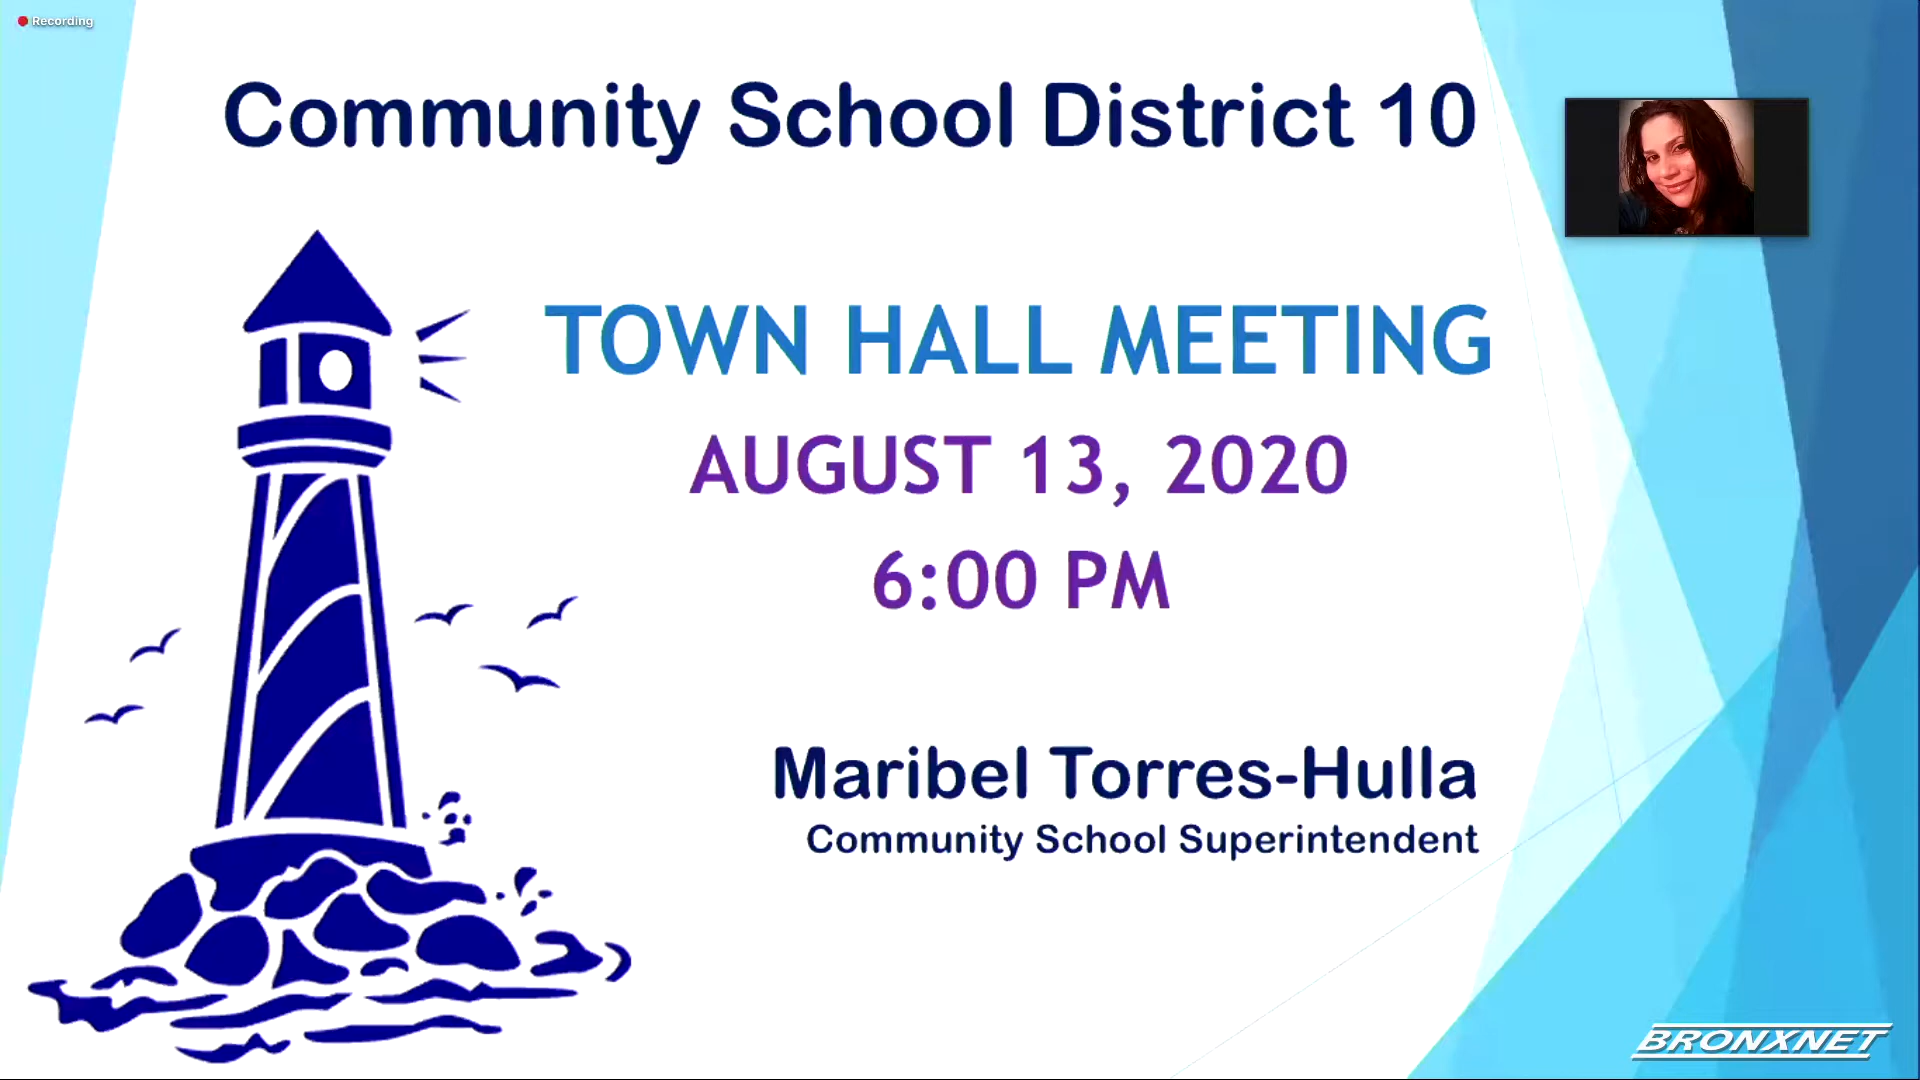 Recording
Community School District 10
TOWN HALL MEETING
AUGUST 13, 2020
6:00 PM
Maribel Torres-Hulla
Community School Superintendent
BRONXNET